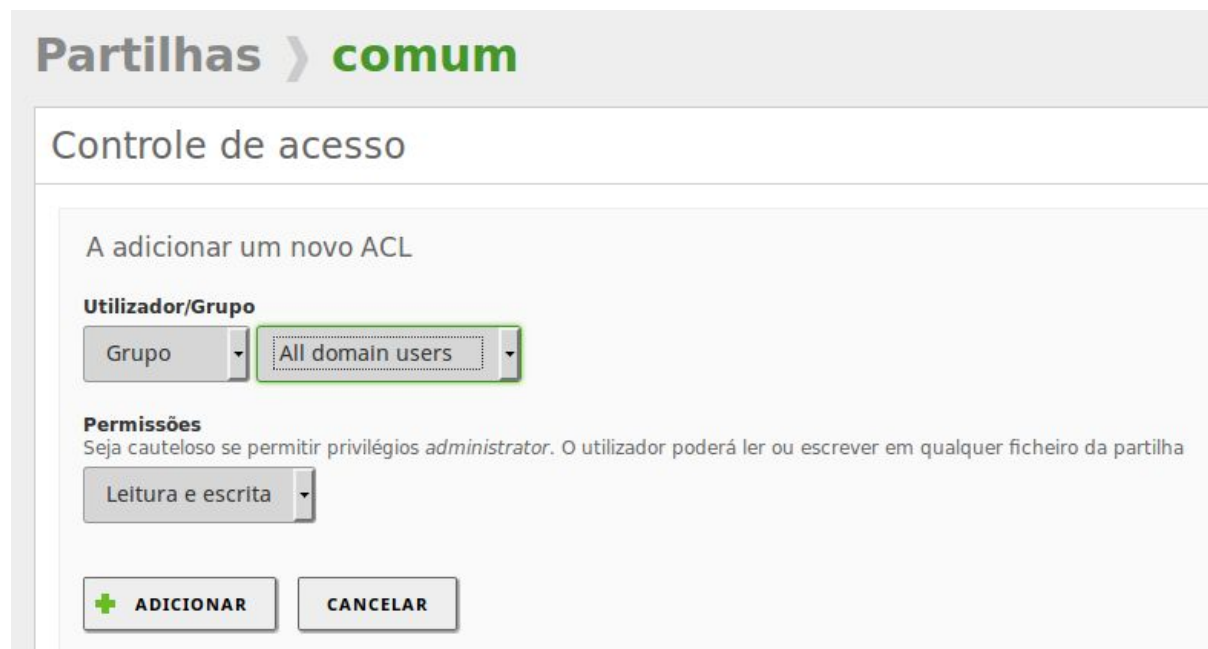 Partilhas ❭ comum
Controle de acesso
A adicionar um novo ACL
Utilizador/Grupo
Grupo All domain users
Permissões
Seja cauteloso se permitir privilégios administrator. O utilizador poderá ler ou escrever em qualquer ficheiro da partilha
Leitura e escrita
ADICIONAR CANCELAR